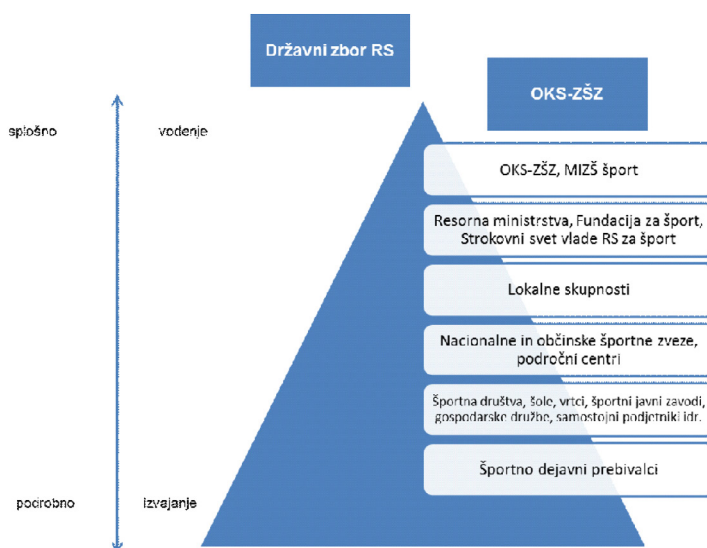 Državni zbor RS
OKS-ZŠZ
splošno
vodenje
OKS-ZŠZ, MIZŠ šport
Resorna ministrstva, Fundacija za šport,
Strokovni svet vlade RS za šport
Lokalne skupnosti
Nacionalne in občinske športne zveze,
področni centri
Športna društva, šole, vrtci, športni javni zavodi,
gospodarske družbe, samostojni podjetniki idr.
Športno dejavni prebivalci
podrobno
izvajanje